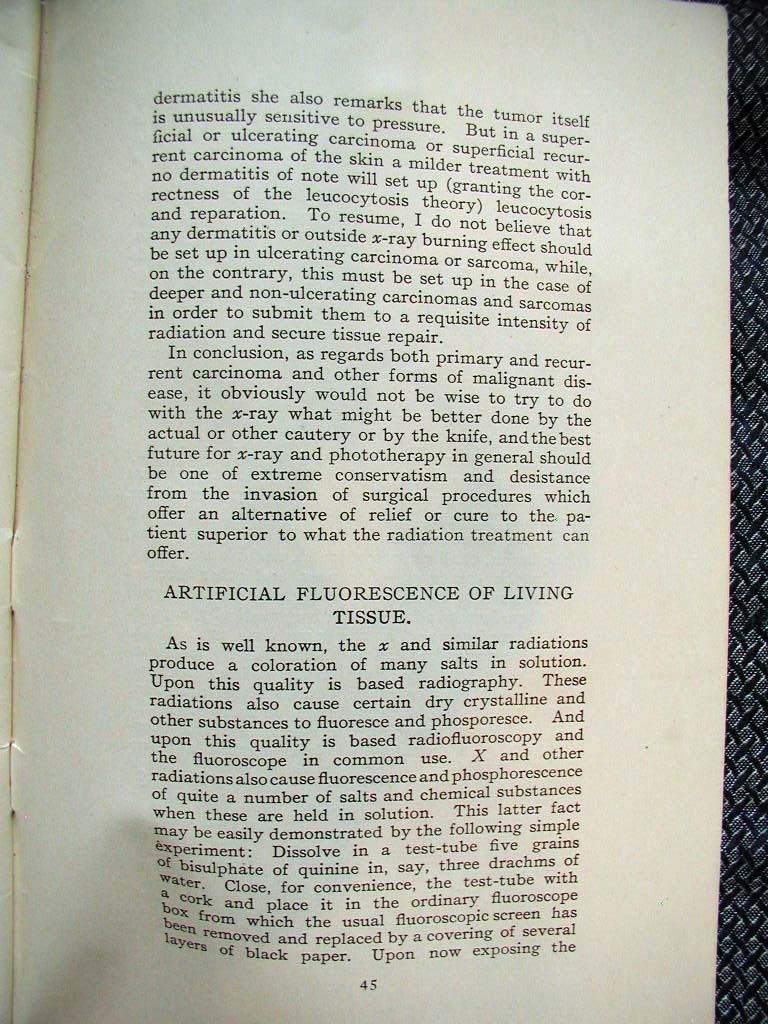 dermatitis she also remarks that the tumor itself
is unusually sensitive to pressure. But in a super-
ficial or ulcerating carcinoma or superficial recur-
rent carcinoma of the skin a milder treatment with
no dermatitis of note will set up (granting the cor-
rectness of the leucocytosis theory) leucocytosis
and reparation. To resume, I do not believe that
any dermatitis or outside x-ray burning effect should
be set up in ulcerating carcinoma or sarcoma, while,
on the contrary, this must be set up in the case of
deeper and non-ulcerating carcinomas and sarcomas
in order to submit them to a requisite intensity of
radiation and secure tissue repair.
In conclusion, as regards both primary and recur-
rent carcinoma and other forms of malignant dis-
ease, it obviously would not be wise to try to do
with the x-ray what might be better done by the
actual or other cautery or by the knife, and the best
future for x-ray and phototherapy in general should
be one of extreme conservatism and desistance
from the invasion of surgical procedures which
offer an alternative of relief or cure to the pa-
tient superior to what the radiation treatment can
offer.
ARTIFICIAL FLUORESCENCE OF LIVING
TISSUE.
As is well known, the x and similar radiations
produce a coloration of many salts in solution.
Upon this quality is based radiography. These
radiations also cause certain dry crystalline and
other substances to fluoresce and phosporesce. And
upon this quality is based radiofluoroscopy and
the fluoroscope in common use. X and other
radiations also cause fluorescence and phosphorescence
of quite a number of salts and chemical substances
when these are held in solution. This latter fact
may be easily demonstrated by the following simple
experiment: Dissolve in a test-tube five grains
of bisulphate of quinine in, say, three drachms of
water. Close, for convenience, the test-tube with
a cork and place it in the ordinary fluoroscope
box from which the usual fluoroscopic screen has
been removed and replaced by a covering of several
layers of black paper. Upon now exposing the
45